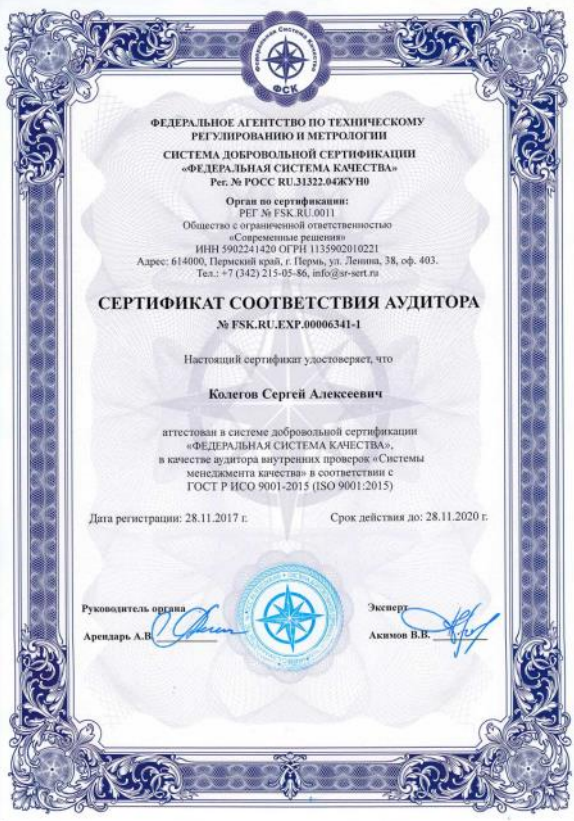 Федеральная Система Качества
ФСК
ФЕДЕРАЛЬНОЕ АГЕНТСТВО ПО ТЕХНИЧЕСКОМУ
РЕГУЛИРОВАНИЮ И МЕТРОЛОГИИ
СИСТЕМА ДОБРОВОЛЬНОЙ СЕРТИФИКАЦИИ
«ФЕДЕРАЛЬНАЯ СИСТЕМА КАЧЕСТВА»
Рег. № РОСС RU.31322.04ЖУН0
Орган по сертификации:
РЕГ № FSK.RU.0011
Общество с ограниченной ответственностью
«Современные решения»
ИНН 5902241420 ОГРН 1135902010221
Адрес: 614000, Пермский край, г. Пермь, ул. Ленина, 38, оф. 403.
Тел.: +7 (342) 215-05-86, info@sr-sert.ru
СЕРТИФИКАТ СООТВЕТСТВИЯ АУДИТОРА
№ FSK.RU.EXP.00006341-1
Настоящий сертификат удостоверяет, что
Колегов Сергей Алексеевич
аттестован в системе добровольной сертификации
«ФЕДЕРАЛЬНАЯ СИСТЕМА КАЧЕСТВА»,
в качестве аудитора внутренних проверок «Системы
менеджмента качества» в соответствии с
ГОСТ Р ИСО 9001-2015 (ISO 9001:2015)
Дата регистрации: 28.11.2017 г. Срок действия до: 28.11.2020 г.
Руководитель органа Эксперт
Арендарь А.В. Акимов В.В.